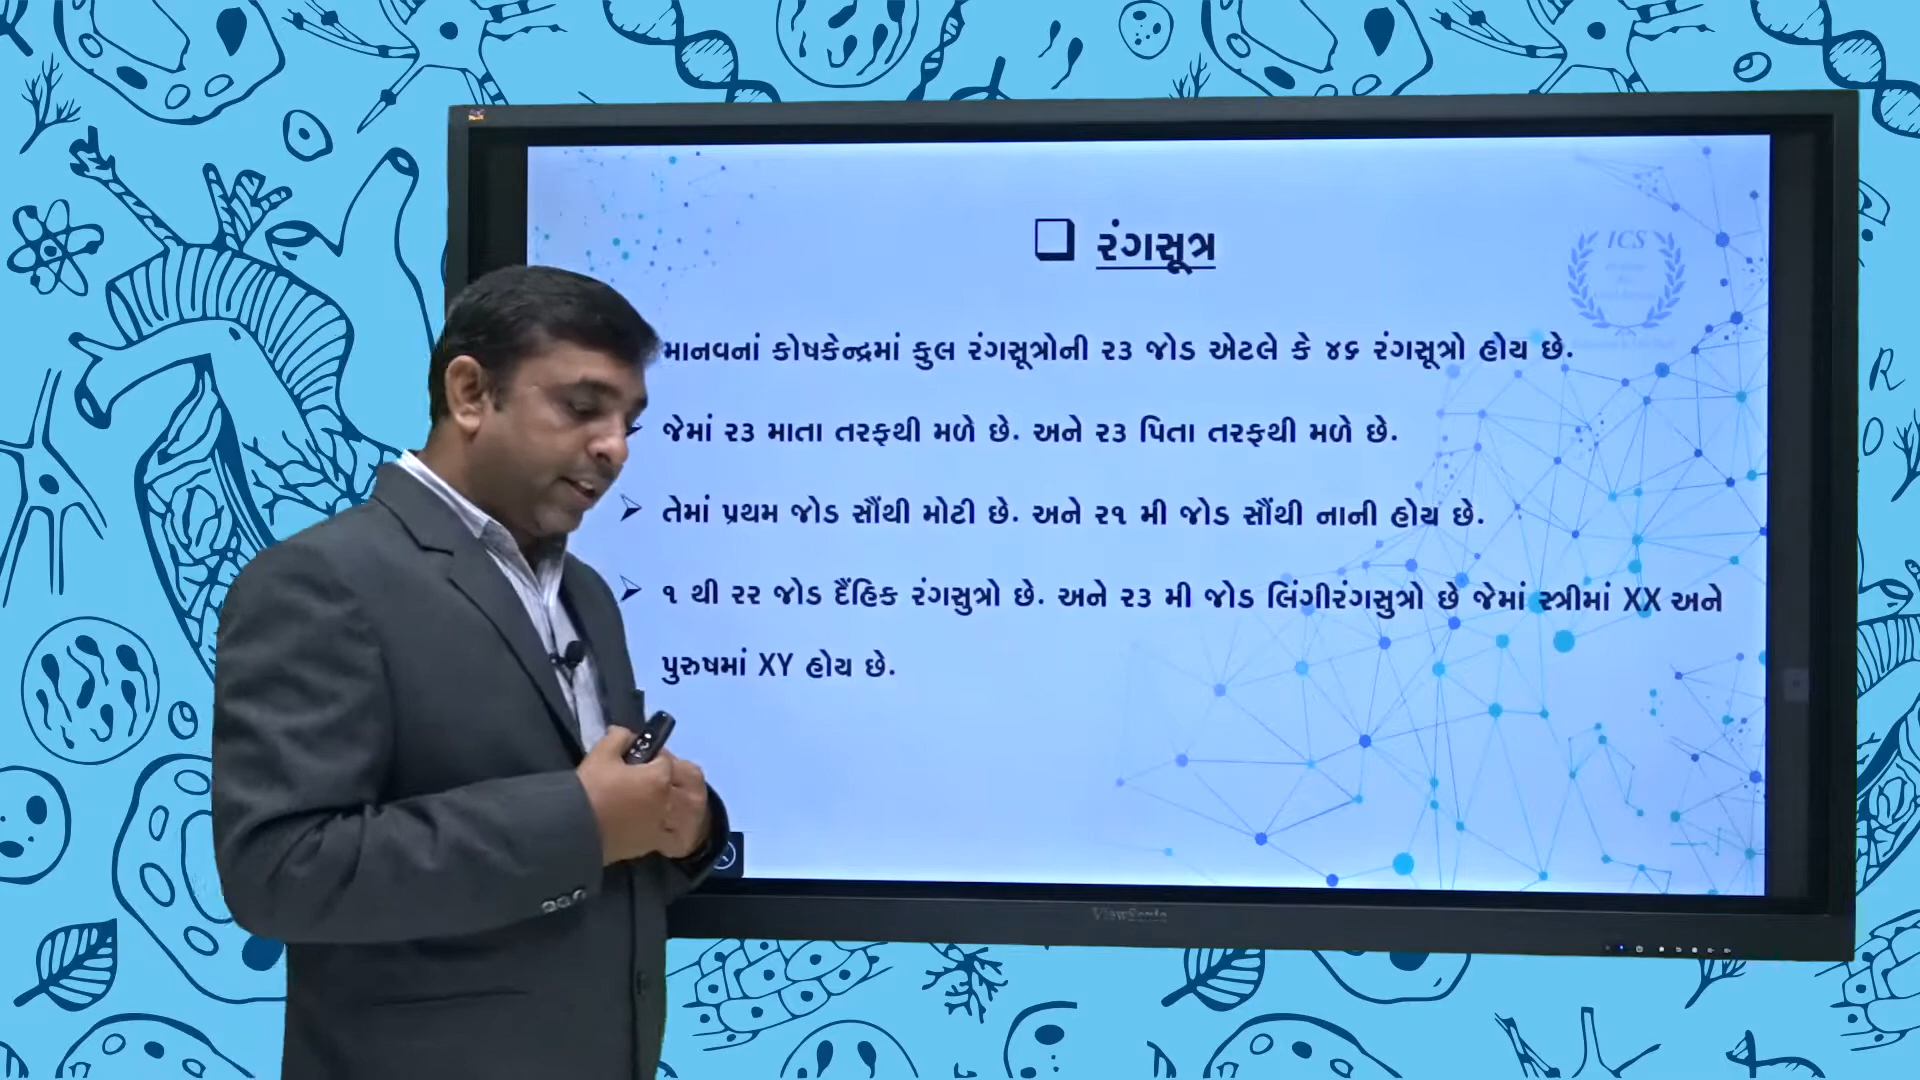 રંગસૂત્ર
ICS
માનવનાં કોષકેન્દ્રમાં કુલ રંગસૂત્રોની ૨૩ જોડ એટલે કે ૪૬ રંગસૂત્રો હોય છે.
જેમાં ૨૩ માતા તરફથી મળે છે. અને ૨૩ પિતા તરફથી મળે છે.
તેમાં પ્રથમ જોડ સૌંથી મોટી છે. અને ૨૧ મી જોડ સૌંથી નાની હોય છે.
૧ થી ૨૨ જોડ દૈંહિક રંગસુત્રો છે. અને ૨૩ મી જોડ લિંગીરંગસુત્રો છે જેમાં સ્ત્રીમાં XX અને
પુરુષમાં XY હોય છે.
ViewSonic